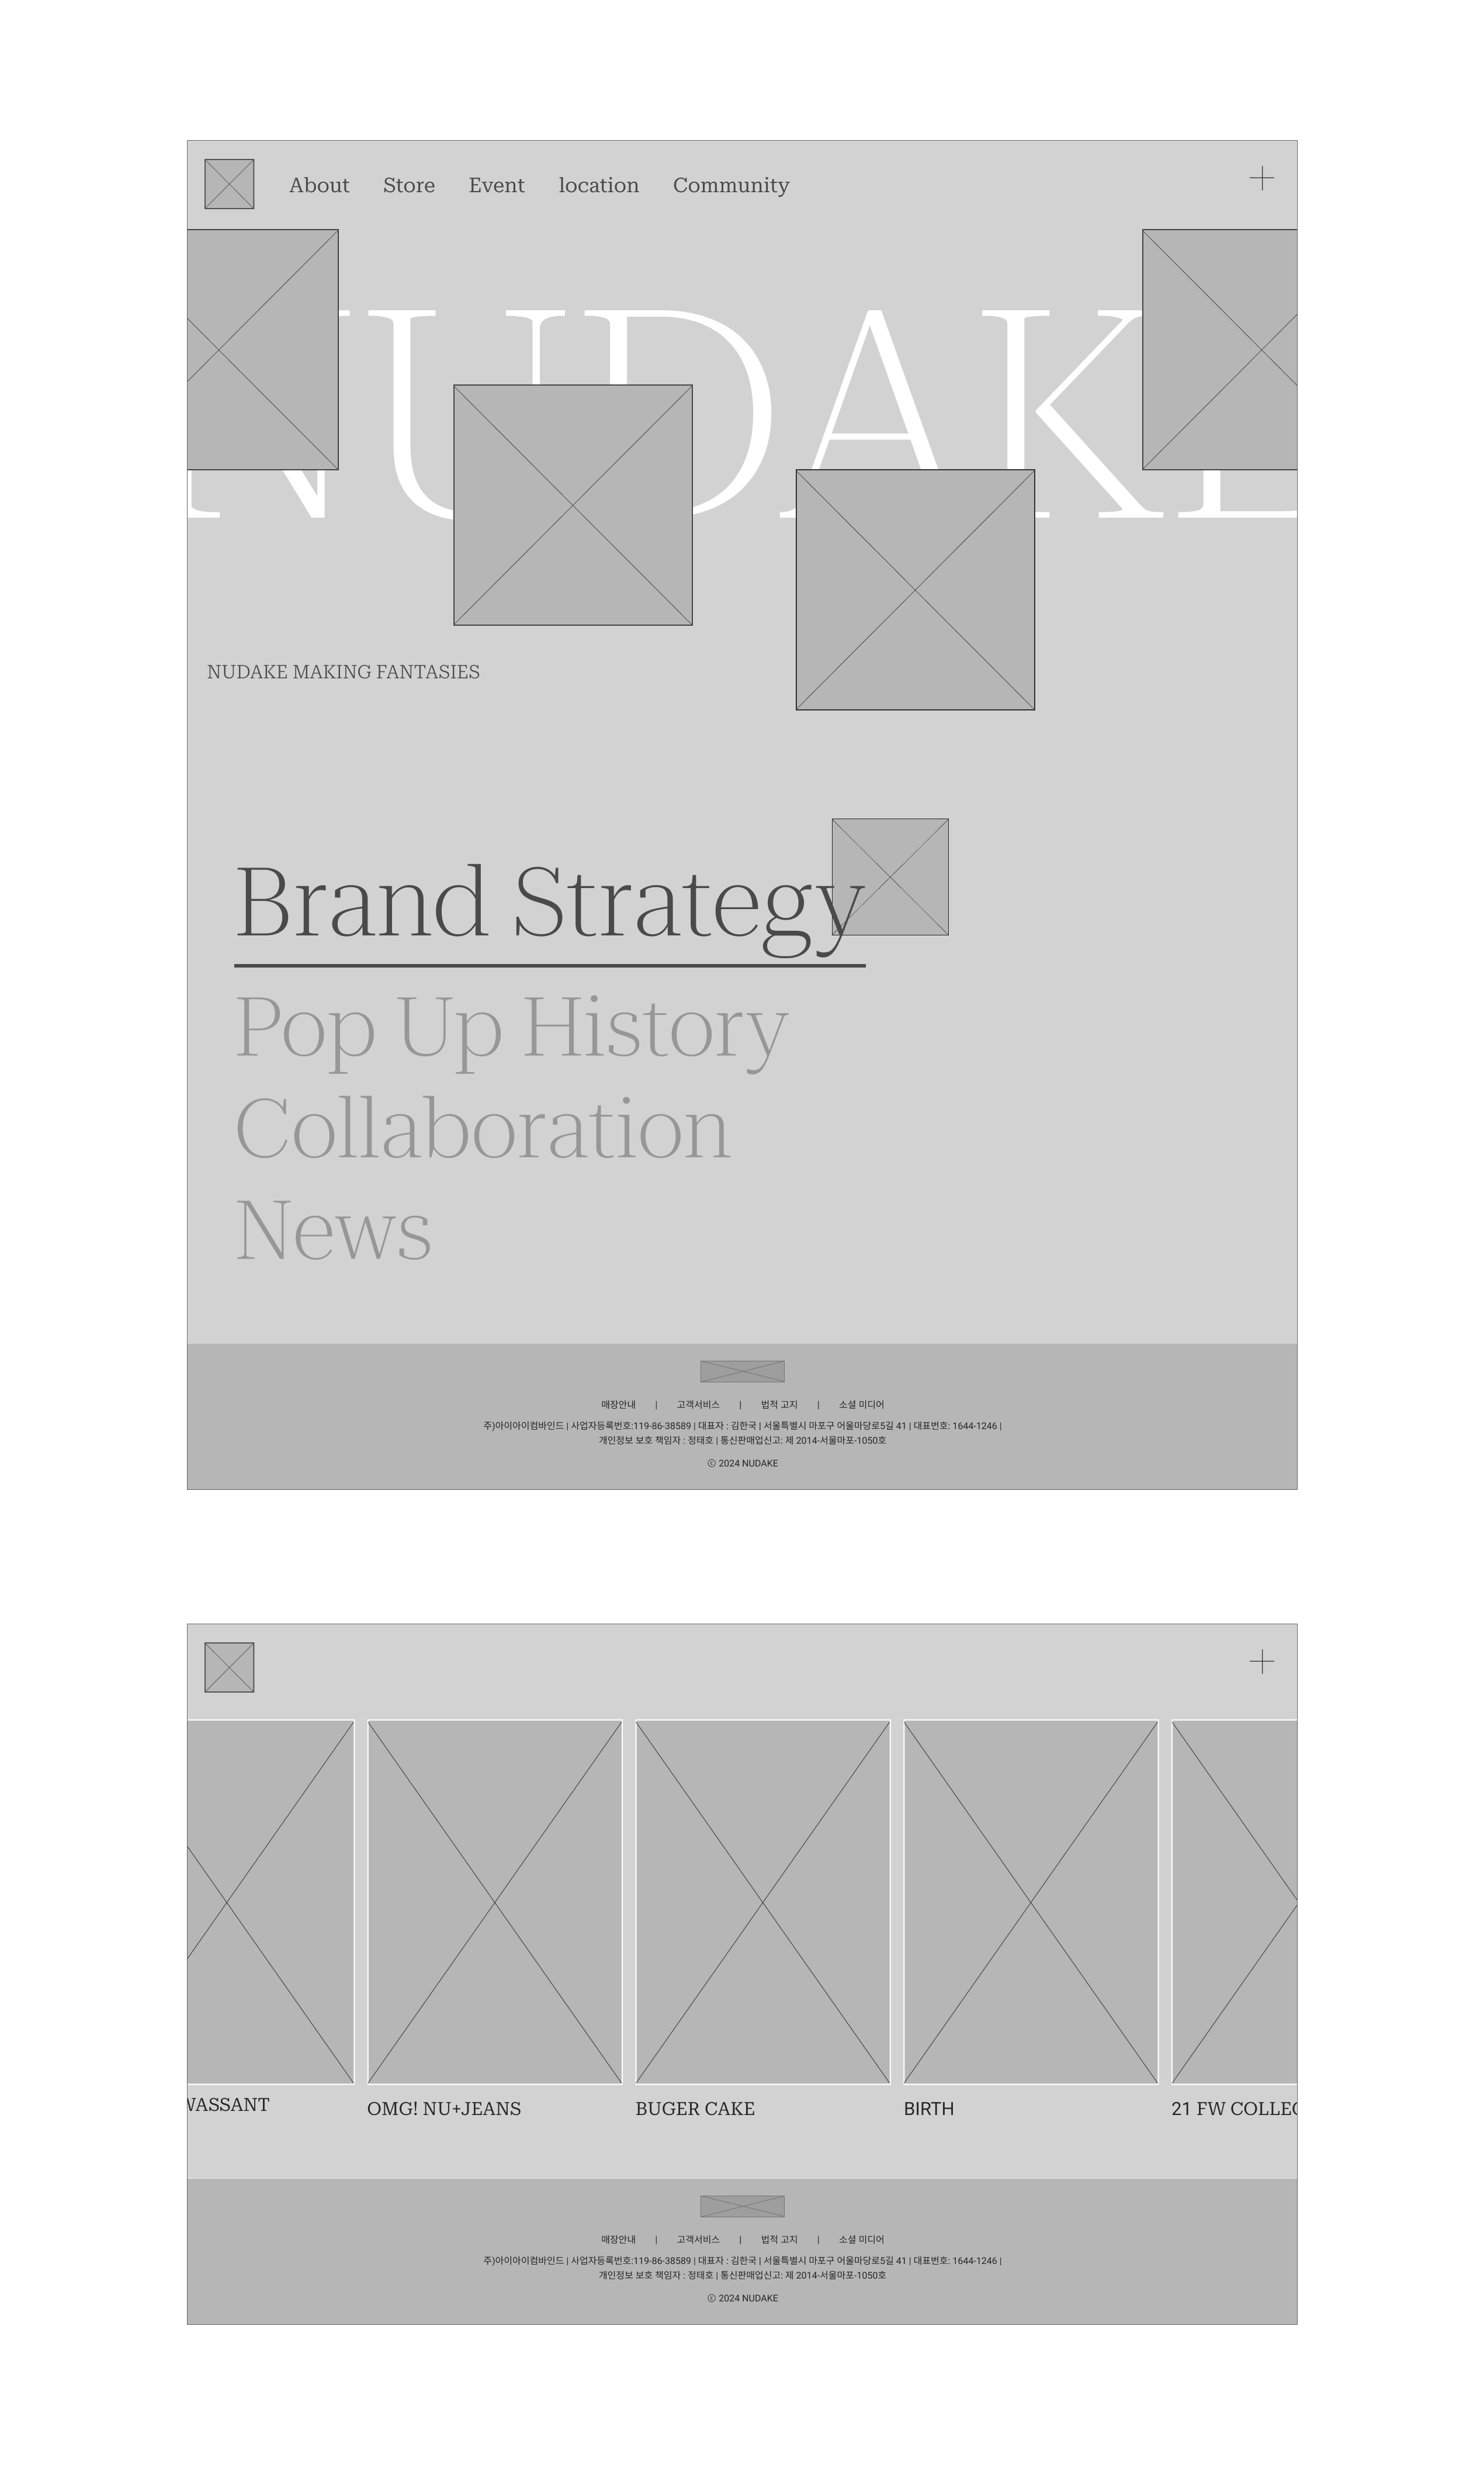 About Store Event location Community
NUDAKE
NUDAKE MAKING FANTASIES
Brand Strategy
Pop Up History
Collaboration
News
매장안내 | 고객서비스 | 법적 고지 | 소셜 미디어
주)아이아이컴바인드 | 사업자등록번호:119-86-38589 | 대표자 : 김한국 | 서울특별시 마포구 어울마당로5길 41 | 대표번호: 1644-1246 |
개인정보 보호 책임자 : 정태호 | 통신판매업신고: 제 2014-서울마포-1050호
ⓒ 2024 NUDAKE
WASSANT OMG! NU+JEANS BUGER CAKE BIRTH 21 FW COLLEC
매장안내 | 고객서비스 | 법적 고지 | 소셜 미디어
주)아이아이컴바인드 | 사업자등록번호:119-86-38589 | 대표자 : 김한국 | 서울특별시 마포구 어울마당로5길 41 | 대표번호: 1644-1246 |
개인정보 보호 책임자 : 정태호 | 통신판매업신고: 제 2014-서울마포-1050호
ⓒ 2024 NUDAKE